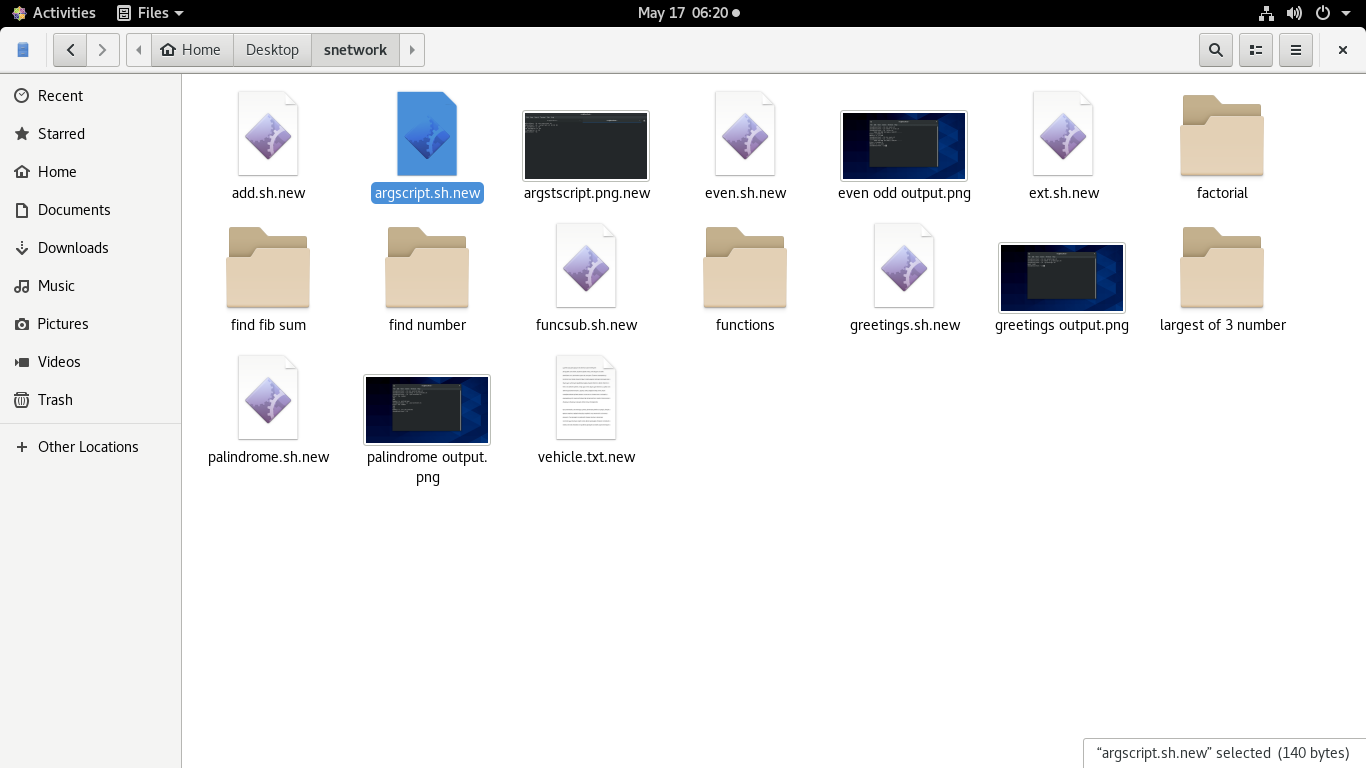 Activities Files May 17 06:20
Home Desktop snetwork
Recent
Starred
Home
Documents
Downloads
Music
Pictures
Videos
Trash
Other Locations
add.sh.new argscript.sh.new argstscript.png.new even.sh.new even odd output.png ext.sh.new factorial
find fib sum find number funcsub.sh.new functions greetings.sh.new greetings output.png largest of 3 number
palindrome.sh.new palindrome output. vehicle.txt.new
png
“argscript.sh.new” selected (140 bytes)